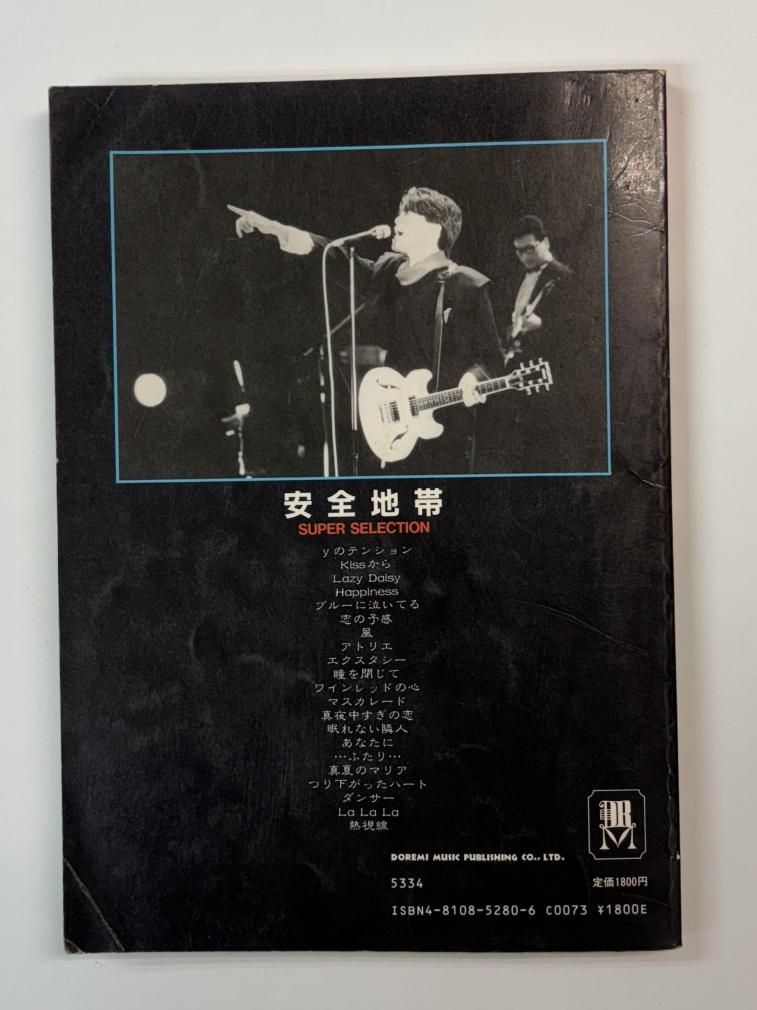 安全地帯
SUPER SELECTION
yのテンション
Kissから
Lazy Daisy
Happiness
ブルーに泣いてる
恋の予感
風
アトリエ
エクスタシー
瞳を閉じて
ワインレッドの心
マスカレード
真夜中すぎの恋
眠れない隣人
あなたに
…ふたり…
真夏のマリア
つり下がったハート
ダンサー
La La La
熱視線
DRM
DOREMI MUSIC PUBLISHING CO., LTD.
5334 定価1800円
ISBN4-8108-5280-6 C0073 ¥1800E